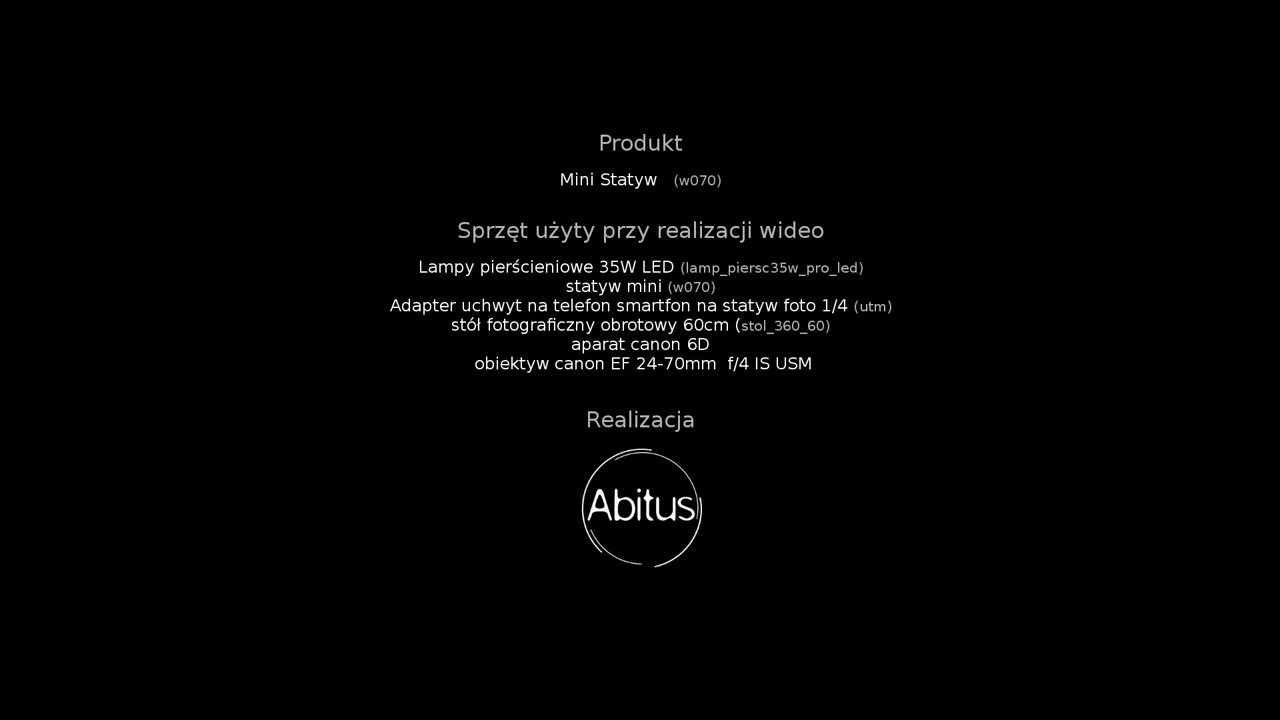 Produkt
Mini Statyw (w070)
Sprzęt użyty przy realizacji wideo
Lampy pierścieniowe 35W LED (lamp_piersc35w_pro_led)
statyw mini (w070)
Adapter uchwyt na telefon smartfon na statyw foto 1/4 (utm)
stół fotograficzny obrotowy 60cm (stol_360_60)
aparat canon 6D
obiektyw canon EF 24-70mm f/4 IS USM
Realizacja
Abitus